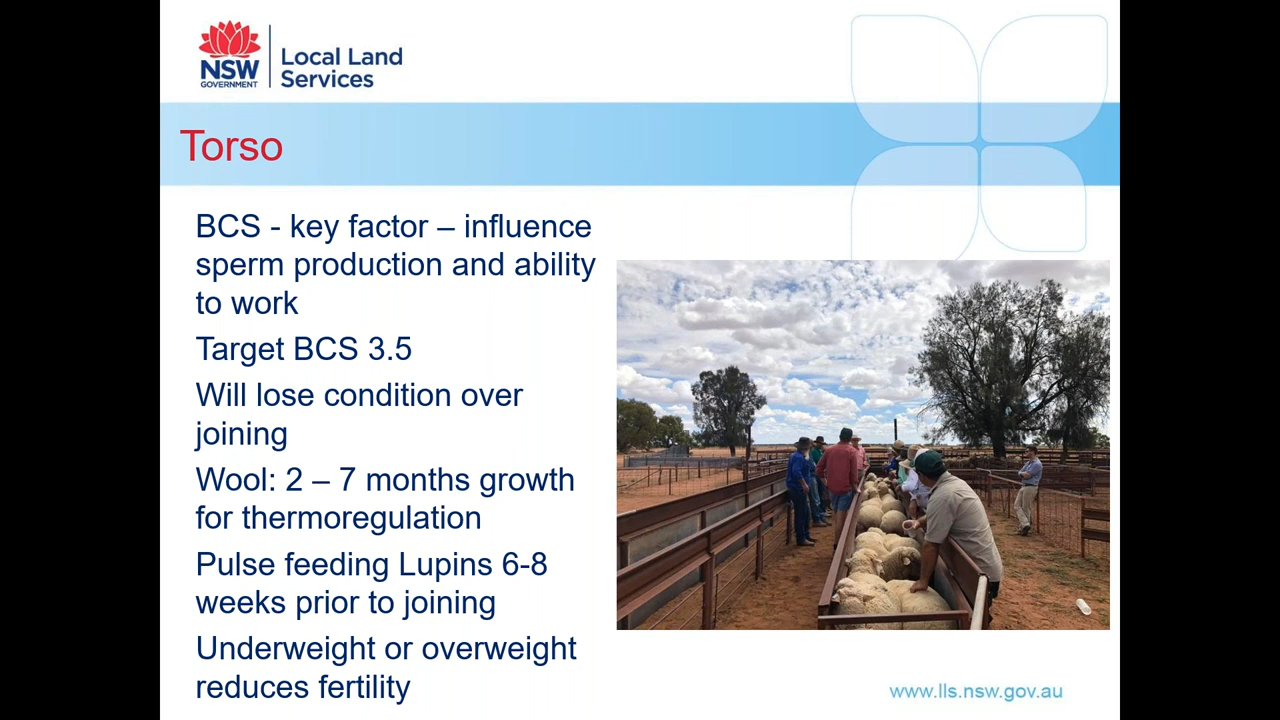 NSW
GOVERNMENT
Local Land
Services
Torso
BCS - key factor – influence
sperm production and ability
to work
Target BCS 3.5
Will lose condition over
joining
Wool: 2 – 7 months growth
for thermoregulation
Pulse feeding Lupins 6-8
weeks prior to joining
Underweight or overweight
reduces fertility
www.lls.nsw.gov.au